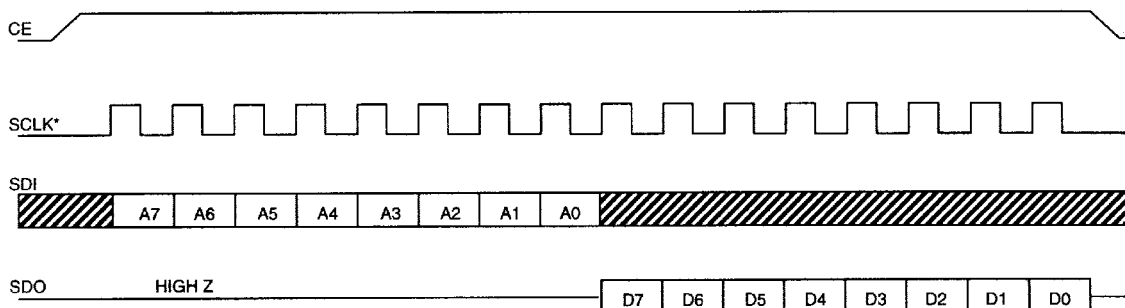 CE
SCLK*
SDI
A7 A6 A5 A4 A3 A2 A1 A0
SDO HIGH Z D7 D6 D5 D4 D3 D2 D1 D0